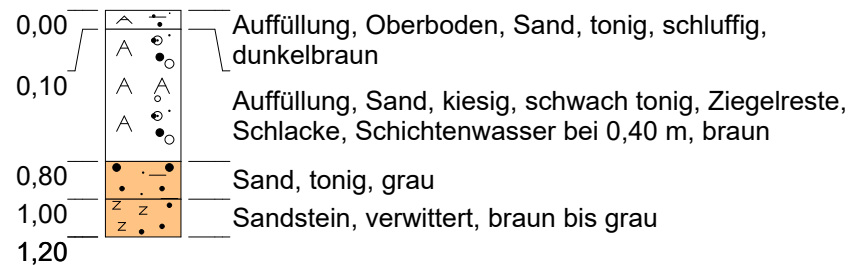 0,00
Auffüllung, Oberboden, Sand, tonig, schluffig,
dunkelbraun
0,10
Auffüllung, Sand, kiesig, schwach tonig, Ziegelreste,
Schlacke, Schichtenwasser bei 0,40 m, braun
0,80
Sand, tonig, grau
1,00
Sandstein, verwittert, braun bis grau
1,20